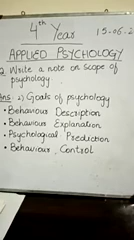 4th Year 15-06-2
APPLIED PSYCHOLOGY
Q Write a note on scope of
psychology.
Ans: 2) Goals of psychology
• Behaviour Description
• Behaviour Explanation
• Psychological Prediction
• Behaviour Control